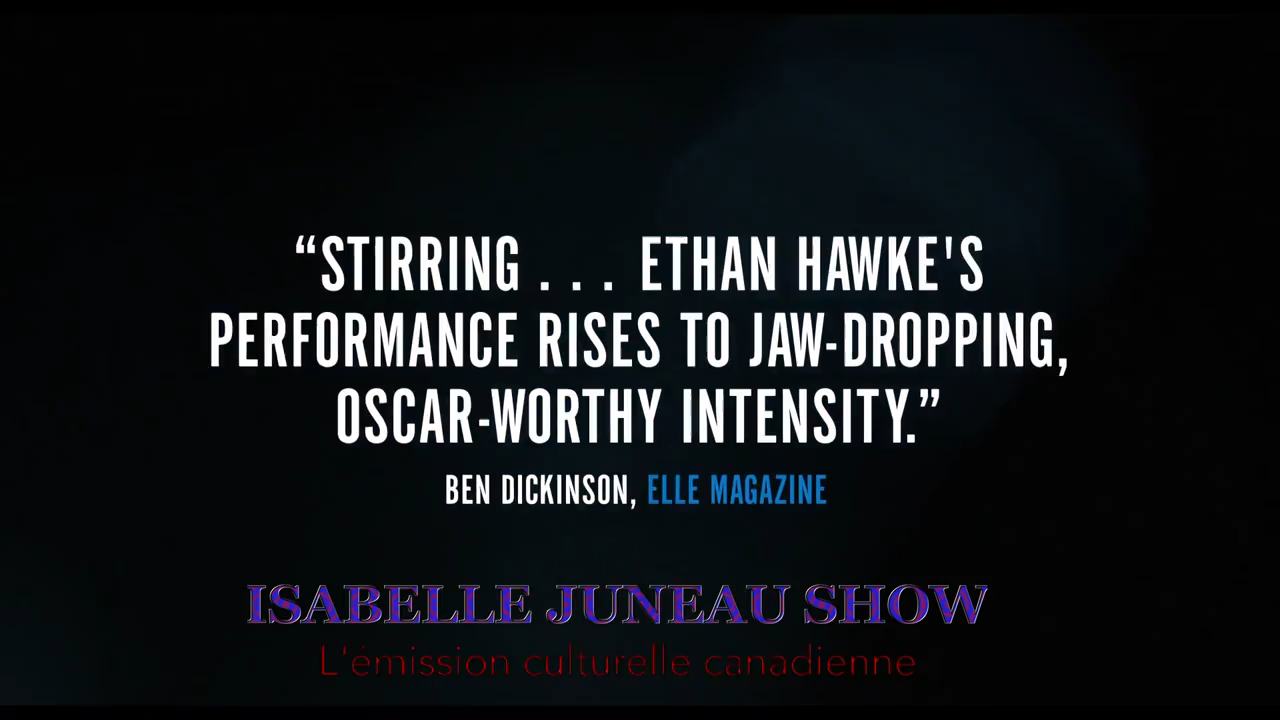 “STIRRING . . . ETHAN HAWKE'S
PERFORMANCE RISES TO JAW-DROPPING,
OSCAR-WORTHY INTENSITY.”
BEN DICKINSON, ELLE MAGAZINE
ISABELLE JUNEAU SHOW
L'émission culturelle canadienne